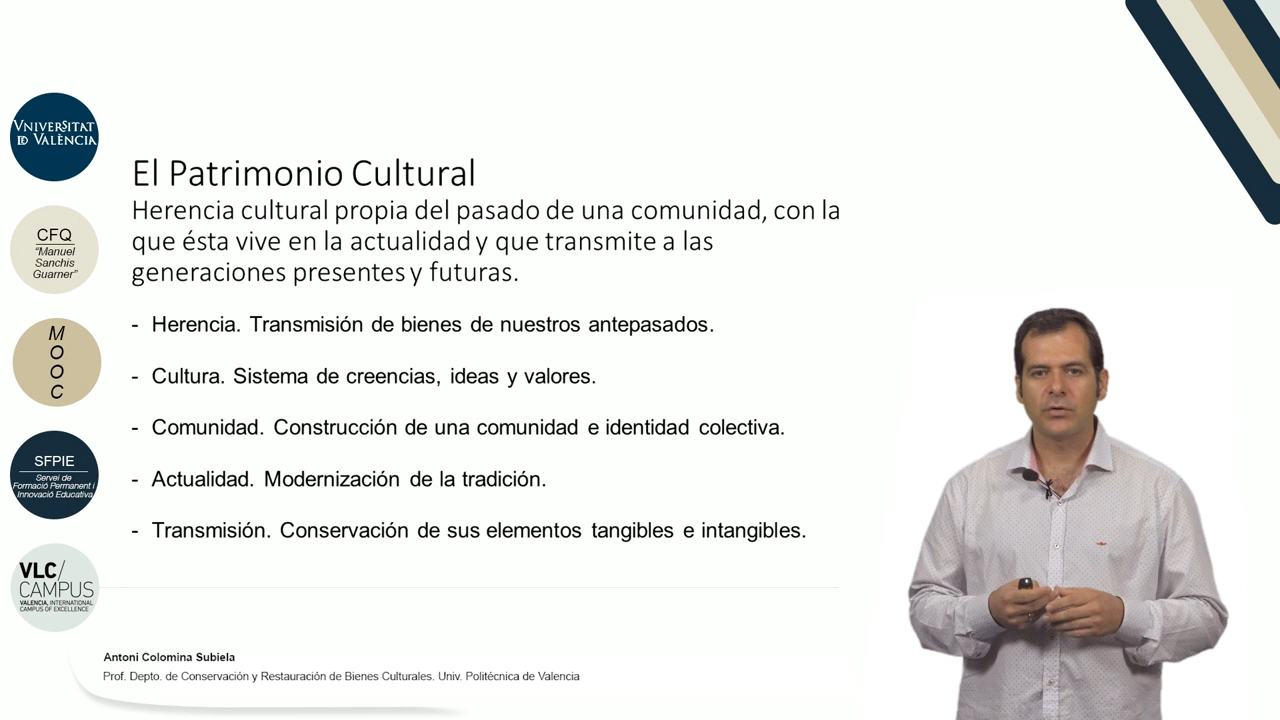 VNIVERSITAT
ID VALÈNCIA
CFQ
"Manuel
Sanchis
Guarner"
M
O
O
C
SFPIE
Servei de
Formació Permanent i
Innovació Educativa
VLC/
CAMPUS
VALENCIA, INTERNATIONAL
CAMPUS OF EXCELLENCE
El Patrimonio Cultural
Herencia cultural propia del pasado de una comunidad, con la
que ésta vive en la actualidad y que transmite a las
generaciones presentes y futuras.
- Herencia. Transmisión de bienes de nuestros antepasados.
- Cultura. Sistema de creencias, ideas y valores.
- Comunidad. Construcción de una comunidad e identidad colectiva.
- Actualidad. Modernización de la tradición.
- Transmisión. Conservación de sus elementos tangibles e intangibles.
Antoni Colomina Subiela
Prof. Depto. de Conservación y Restauración de Bienes Culturales. Univ. Politécnica de Valencia